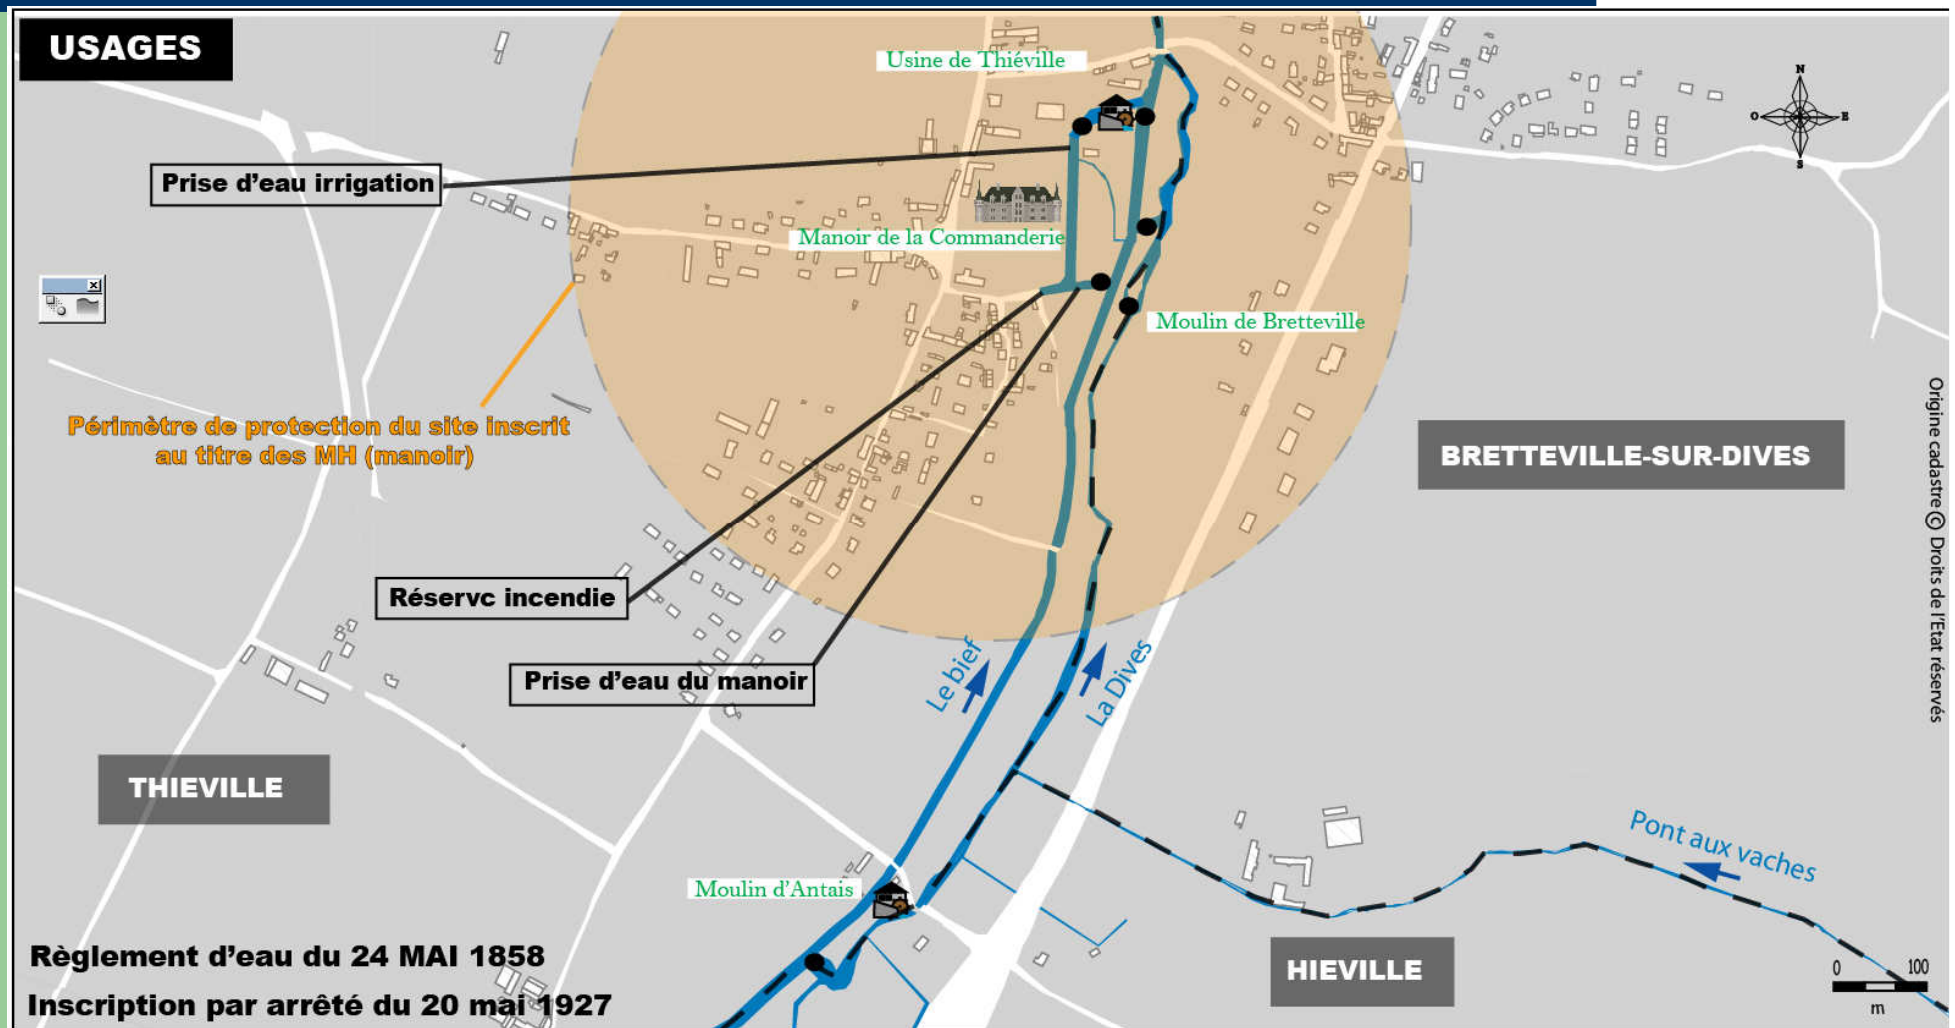 USAGES
Usine de Thiéville
N
O
E
S
Prise d'eau irrigation
Manoir de la Commanderie
Moulin de Bretteville
Périmètre de protection du site inscrit
au titre des MH (manoir)
BRETTEVILLE-SUR-DIVES
Origine cadastre © Droits de l'Etat réservés
Réservc incendie
Prise d'eau du manoir
Le bief
La Dives
THIEVILLE
Pont aux vaches
Moulin d'Antais
Règlement d'eau du 24 MAI 1858
HIEVILLE
0 100
m
Inscription par arrêté du 20 mai 1927